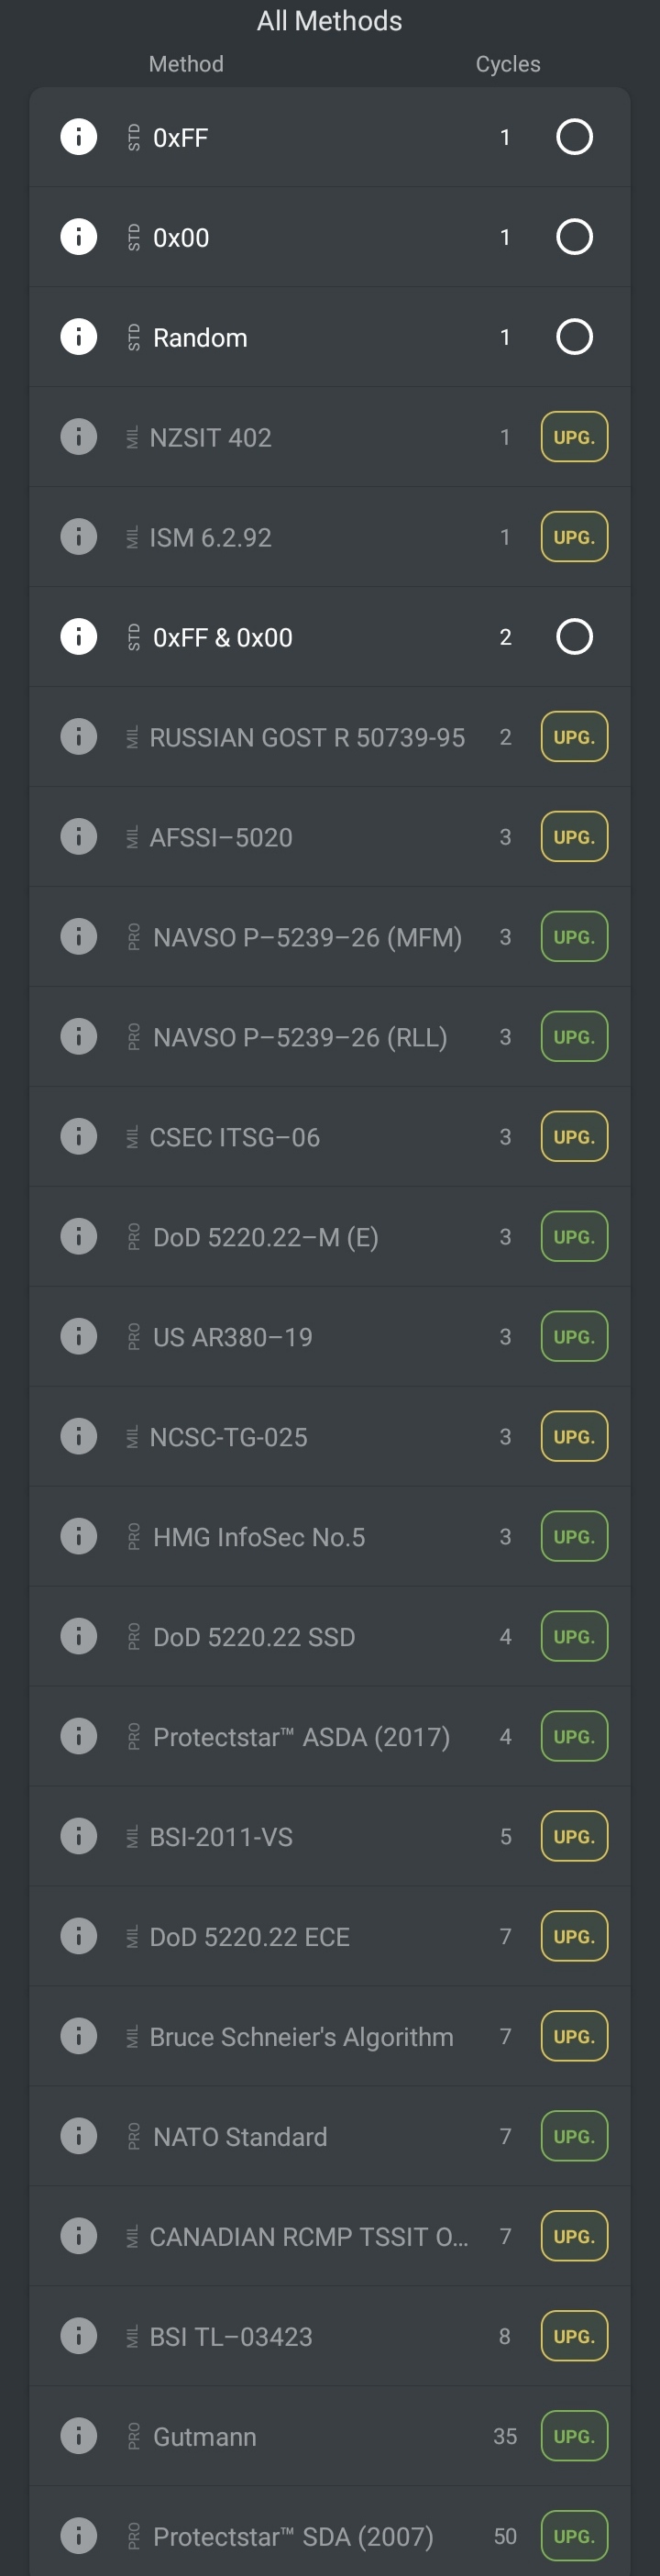 All Methods
Method Cycles
STD 0xFF 1
STD 0x00 1
STD Random 1
MIL NZSIT 402 1 UPG.
MIL ISM 6.2.92 1 UPG.
STD 0xFF & 0x00 2
MIL RUSSIAN GOST R 50739-95 2 UPG.
MIL AFSSI–5020 3 UPG.
PRO NAVSO P–5239–26 (MFM) 3 UPG.
PRO NAVSO P–5239–26 (RLL) 3 UPG.
MIL CSEC ITSG–06 3 UPG.
PRO DoD 5220.22–M (E) 3 UPG.
PRO US AR380–19 3 UPG.
MIL NCSC-TG-025 3 UPG.
PRO HMG InfoSec No.5 3 UPG.
PRO DoD 5220.22 SSD 4 UPG.
PRO Protectstar™ ASDA (2017) 4 UPG.
MIL BSI-2011-VS 5 UPG.
MIL DoD 5220.22 ECE 7 UPG.
MIL Bruce Schneier's Algorithm 7 UPG.
PRO NATO Standard 7 UPG.
MIL CANADIAN RCMP TSSIT O... 7 UPG.
MIL BSI TL–03423 8 UPG.
PRO Gutmann 35 UPG.
PRO Protectstar™ SDA (2007) 50 UPG.